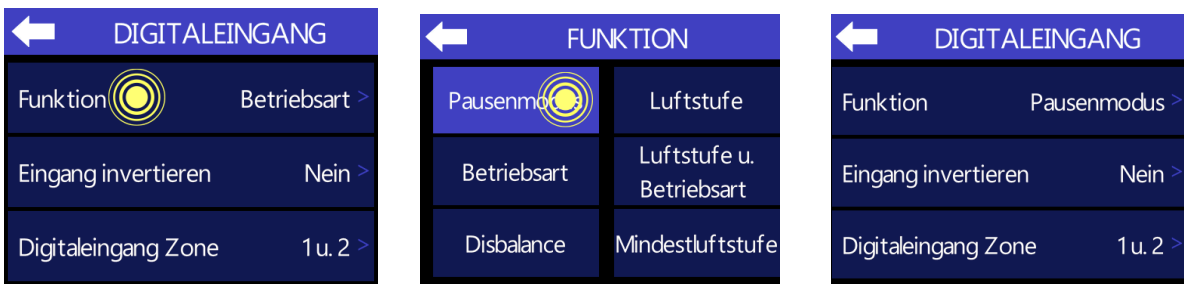 DIGITALEINGANG
Funktion Betriebsart >
Eingang invertieren Nein >
Digitaleingang Zone 1 u. 2 >
FUNKTION
Pausenmodus Luftstufe
Betriebsart Luftstufe u.
Betriebsart
Disbalance Mindestluftstufe
DIGITALEINGANG
Funktion Pausenmodus >
Eingang invertieren Nein >
Digitaleingang Zone 1 u. 2 >